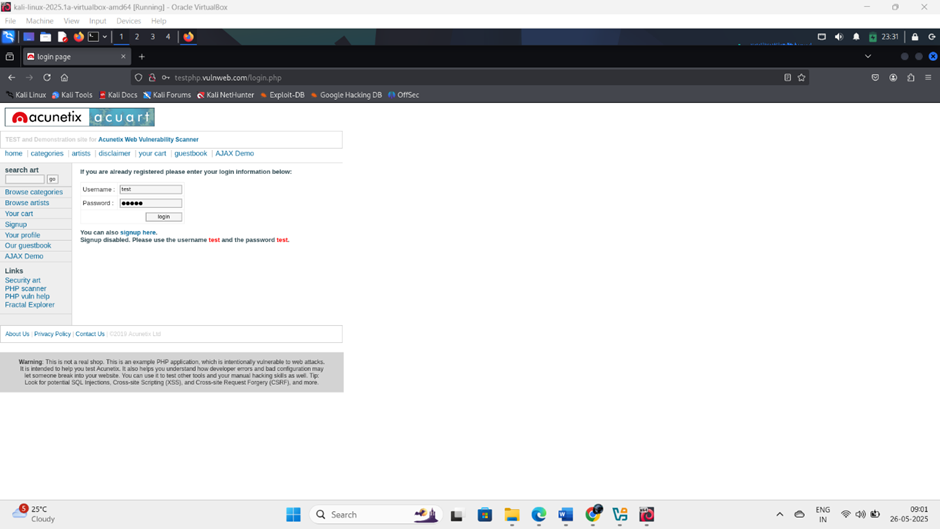 kali-linux-2025.1a-virtualbox-amd64 [Running] - Oracle VirtualBox
File Machine View Input Devices Help
1 2 3 4 23:31
login page
testphp.vulnweb.com/login.php
Kali Linux Kali Tools Kali Docs Kali Forums Kali NetHunter Exploit-DB Google Hacking DB OffSec
acunetix acuart
TEST and Demonstration site for Acunetix Web Vulnerability Scanner
home | categories | artists | disclaimer | your cart | guestbook | AJAX Demo
search art
go
Browse categories
Browse artists
Your cart
Signup
Your profile
Our guestbook
AJAX Demo
Links
Security art
PHP scanner
PHP vuln help
Fractal Explorer
If you are already registered please enter your login information below:
Username : test
Password : ●●●●●
login
You can also signup here.
Signup disabled. Please use the username test and the password test.
About Us | Privacy Policy | Contact Us | ©2019 Acunetix Ltd
Warning: This is not a real shop. This is an example PHP application, which is intentionally vulnerable to web attacks.
It is intended to help you test Acunetix. It also helps you understand how developer errors and bad configuration may
let someone break into your website. You can use it to test other tools and your manual hacking skills as well. Tip:
Look for potential SQL Injections, Cross-site Scripting (XSS), and Cross-site Request Forgery (CSRF), and more.
5
25°C
Cloudy
Search
ENG
IN
09:01
26-05-2025